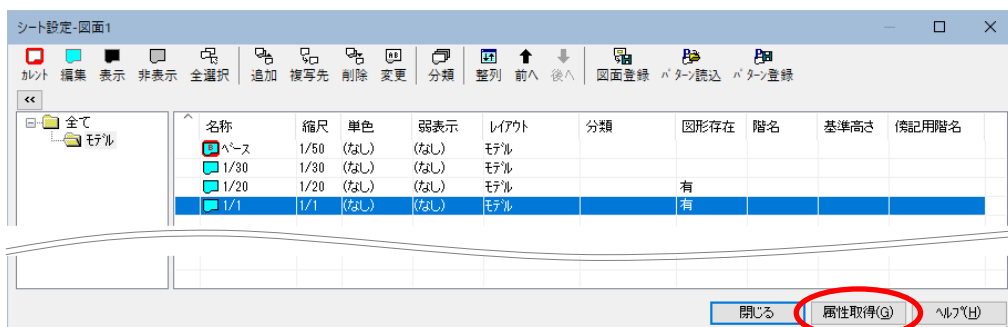 シート設定-図面1
ｶﾚﾝﾄ 編集 表示 非表示 全選択 追加 複写先 削除 変更 分類 整列 前へ 後へ 図面登録 ﾊﾟﾀｰﾝ読込 ﾊﾟﾀｰﾝ登録
<<
全て
ﾓﾃﾞﾙ
名称 縮尺 単色 弱表示 ﾚｲｱｳﾄ 分類 図形存在 階名 基準高さ 傍記用階名
B ﾍﾞｰｽ 1/50 (なし) (なし) ﾓﾃﾞﾙ
1/30 1/30 (なし) (なし) ﾓﾃﾞﾙ
1/20 1/20 (なし) (なし) ﾓﾃﾞﾙ 有
1/1 1/1 (なし) (なし) ﾓﾃﾞﾙ 有
閉じる 属性取得(G) ﾍﾙﾌﾟ(H)